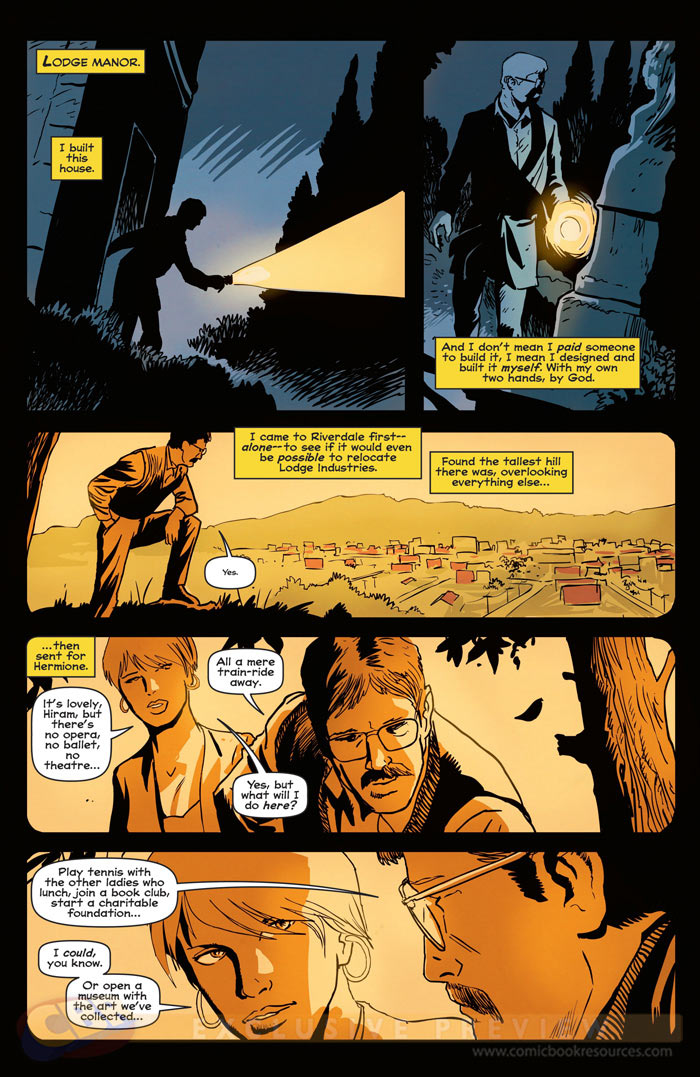 LODGE MANOR.
I built
this
house.
And I don't mean I paid someone
to build it, I mean I designed and
built it myself. With my own
two hands, by God.
I came to Riverdale first--
alone--to see if it would even
be possible to relocate
Lodge Industries.
Found the tallest hill
there was, overlooking
everything else...
Yes.
...then
sent for
Hermione.
It's lovely,
Hiram, but
there's
no opera,
no ballet,
no
theatre...
All a mere
train-ride
away.
Yes, but
what will I
do here?
Play tennis with
the other ladies who
lunch, join a book club,
start a charitable
foundation...
I could,
you know.
Or open a
museum with
the art we've
collected...
EXCLUSIVE PREVIEW
www.comicbookresources.com